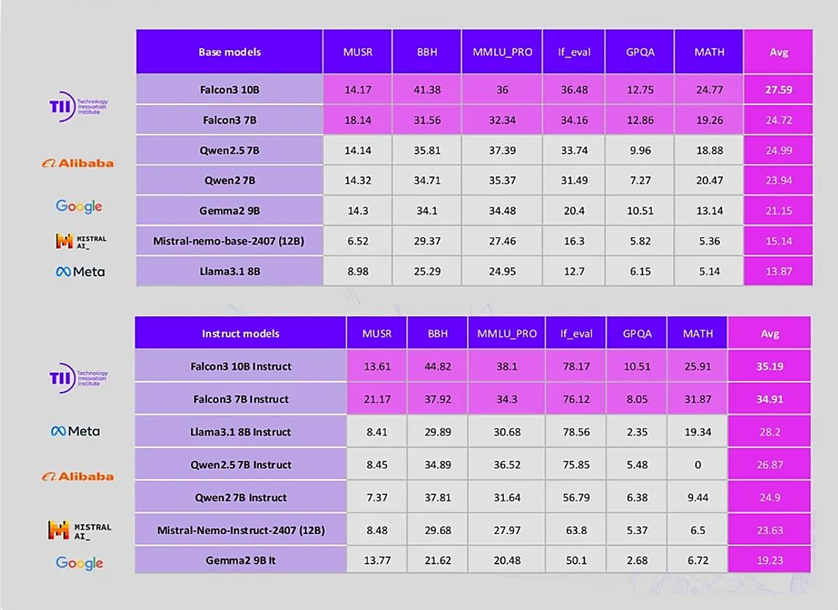 Base models MUSR BBH MMLU_PRO If_eval GPQA MATH Avg
TII Technology Innovation Institute
Falcon3 10B 14.17 41.38 36 36.48 12.75 24.77 27.59
Falcon3 7B 18.14 31.56 32.34 34.16 12.86 19.26 24.72
Alibaba
Qwen2.5 7B 14.14 35.81 37.39 33.74 9.96 18.88 24.99
Qwen2 7B 14.32 34.71 35.37 31.49 7.27 20.47 23.94
Google Gemma2 9B 14.3 34.1 34.48 20.4 10.51 13.14 21.15
MISTRAL AI_ Mistral-nemo-base-2407 (12B) 6.52 29.37 27.46 16.3 5.82 5.36 15.14
Meta Llama3.1 8B 8.98 25.29 24.95 12.7 6.15 5.14 13.87
Instruct models MUSR BBH MMLU_PRO If_eval GPQA MATH Avg
TII Technology Innovation Institute
Falcon3 10B Instruct 13.61 44.82 38.1 78.17 10.51 25.91 35.19
Falcon3 7B Instruct 21.17 37.92 34.3 76.12 8.05 31.87 34.91
Meta Llama3.1 8B Instruct 8.41 29.89 30.68 78.56 2.35 19.34 28.2
Alibaba
Qwen2.5 7B Instruct 8.45 34.89 36.52 75.85 5.48 0 26.87
Qwen2 7B Instruct 7.37 37.81 31.64 56.79 6.38 9.44 24.9
MISTRAL AI_ Mistral-Nemo-Instruct-2407 (12B) 8.48 29.68 27.97 63.8 5.37 6.5 23.63
Google Gemma2 9B It 13.77 21.62 20.48 50.1 2.68 6.72 19.23